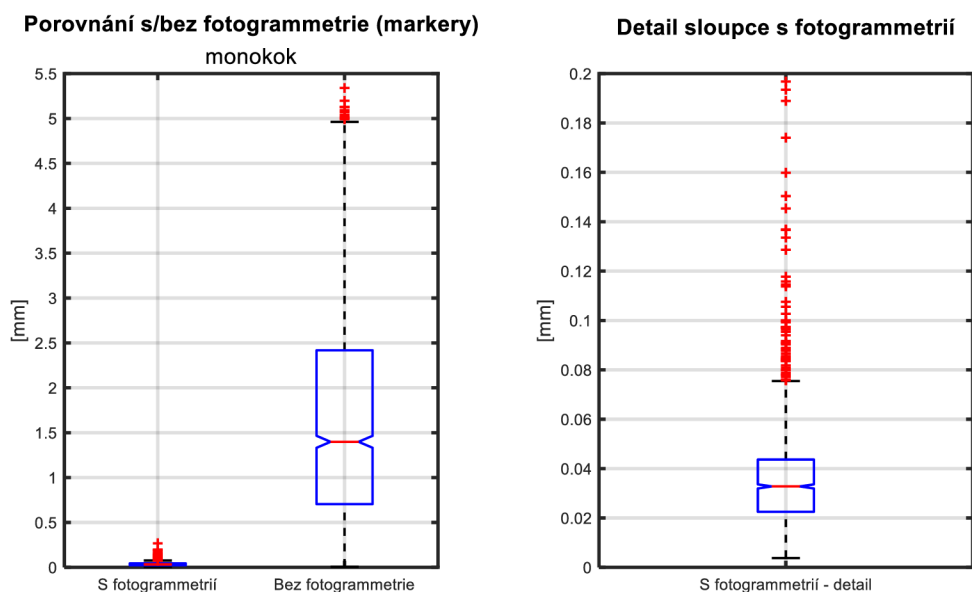 Porovnání s/bez fotogrammetrie (markery)
monokok
5.5
5
4.5
4
3.5
3
2.5
2
1.5
1
0.5
0
[mm]
S fotogrammetrií
Bez fotogrammetrie
Detail sloupce s fotogrammetrií
0.2
0.18
0.16
0.14
0.12
0.1
0.08
0.06
0.04
0.02
0
[mm]
S fotogrammetrií - detail